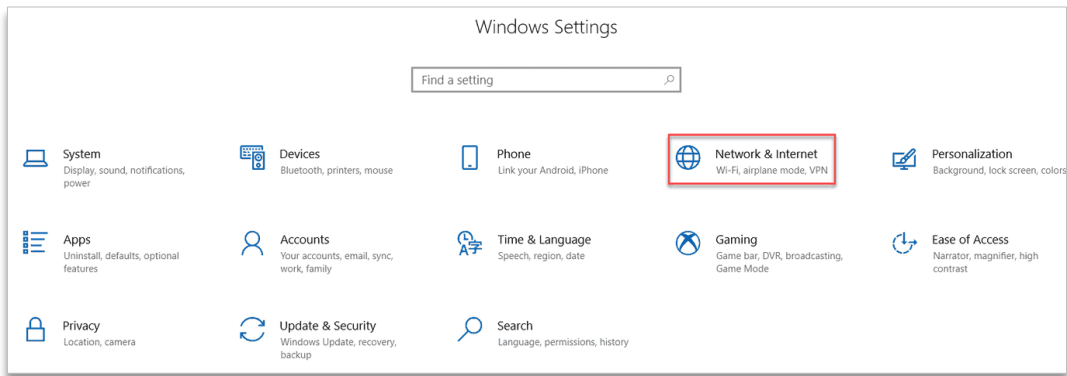 Windows Settings
Find a setting
System
Display, sound, notifications,
power
Devices
Bluetooth, printers, mouse
Phone
Link your Android, iPhone
Network & Internet
Wi-Fi, airplane mode, VPN
Personalization
Background, lock screen, colors
Apps
Uninstall, defaults, optional
features
Accounts
Your accounts, email, sync,
work, family
Time & Language
Speech, region, date
Gaming
Game bar, DVR, broadcasting,
Game Mode
Ease of Access
Narrator, magnifier, high
contrast
Privacy
Location, camera
Update & Security
Windows Update, recovery,
backup
Search
Language, permissions, history